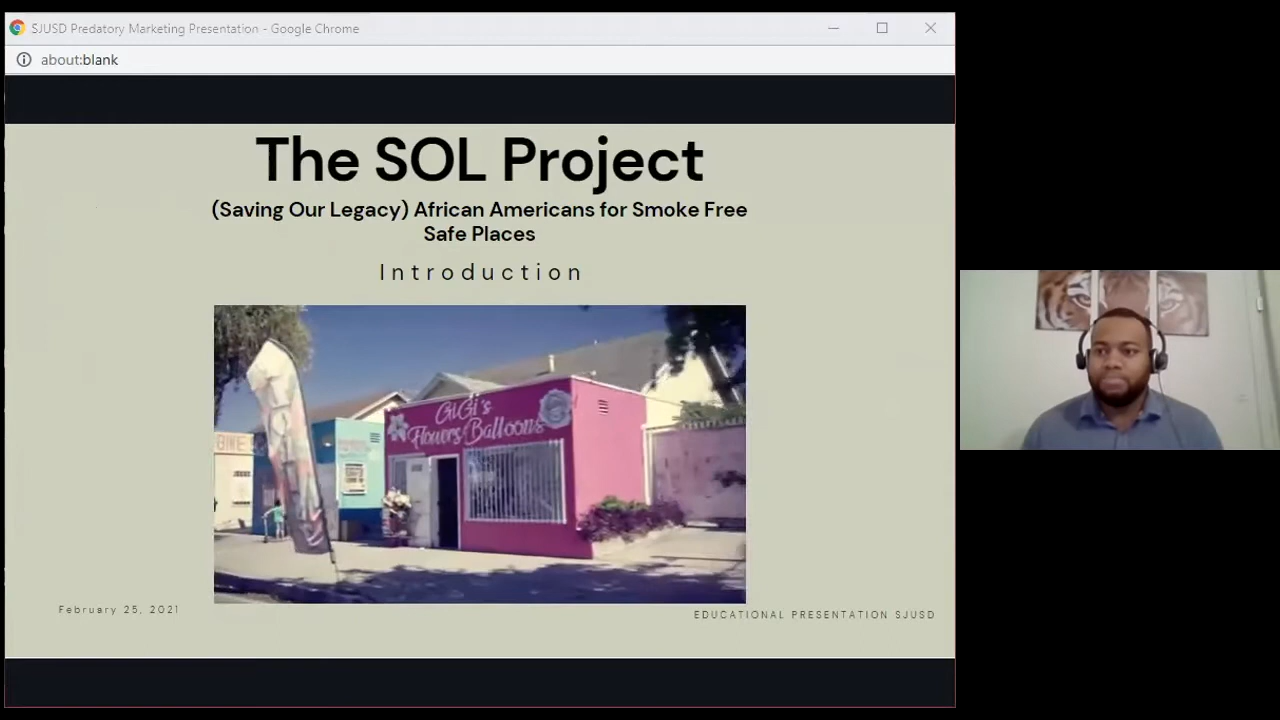 SJUSD Predatory Marketing Presentation - Google Chrome
about:blank
The SOL Project
(Saving Our Legacy) African Americans for Smoke Free
Safe Places
Introduction
GiGi's
Flowers Balloons
BIKE
February 25, 2021
EDUCATIONAL PRESENTATION SJUSD